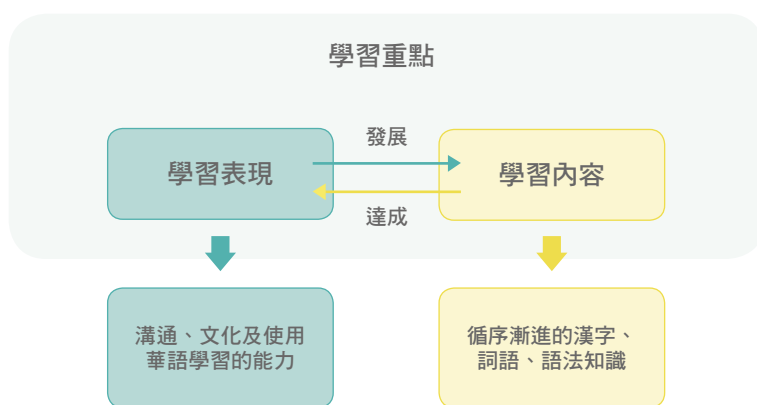 學習重點
學習表現
發展
達成
學習內容
溝通、文化及使用
華語學習的能力
循序漸進的漢字、
詞語、語法知識